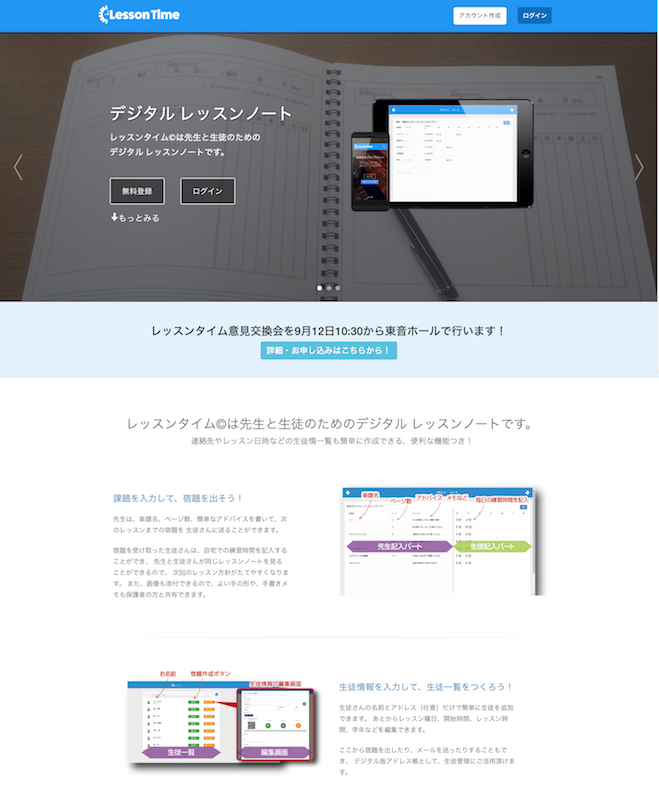 LessonTime
アカウント作成
ログイン
デジタル レッスンノート
レッスンタイム©は先生と生徒のための
デジタル レッスンノートです。
無料登録
ログイン
もっとみる
レッスンタイム意見交換会を9月12日10:30から東音ホールで行います！
詳細・お申し込みはこちらから！
レッスンタイム©は先生と生徒のためのデジタル レッスンノートです。
連絡先やレッスン日時などの生徒情一覧も簡単に作成できる、便利な機能つき！
課題を入力して、宿題を出そう！
先生は、楽譜名、ページ数、簡単なアドバイスを書いて、次
のレッスンまでの宿題を 生徒さんに送ることができます。
宿題を受け取った生徒さんは、自宅での練習時間を記入する
ことができ、 先生と生徒さんが同じレッスンノートを見る
ことができるので、 次回のレッスン方針がたてやすくなりま
す。 また、画像も添付できるので、よい手の形や、手書きメ
モも保護者の方と共有できます。
楽譜名
ページ数
アドバイス・メモなど
毎日の練習時間を記入
先生記入パート
生徒記入パート
お名前
宿題作成ボタン
生徒情報の編集画面
生徒一覧
編集画面
生徒情報を入力して、生徒一覧をつくろう！
生徒さんの名前とアドレス（任意）だけで簡単に生徒を追加
できます。 あとからレッスン曜日、開始時間、レッスン時
間、学年などを編集できます。
ここから宿題を出したり、メールを送ったりすることもで
き、 デジタル版アドレス帳として、生徒管理にご活用頂けま
す。